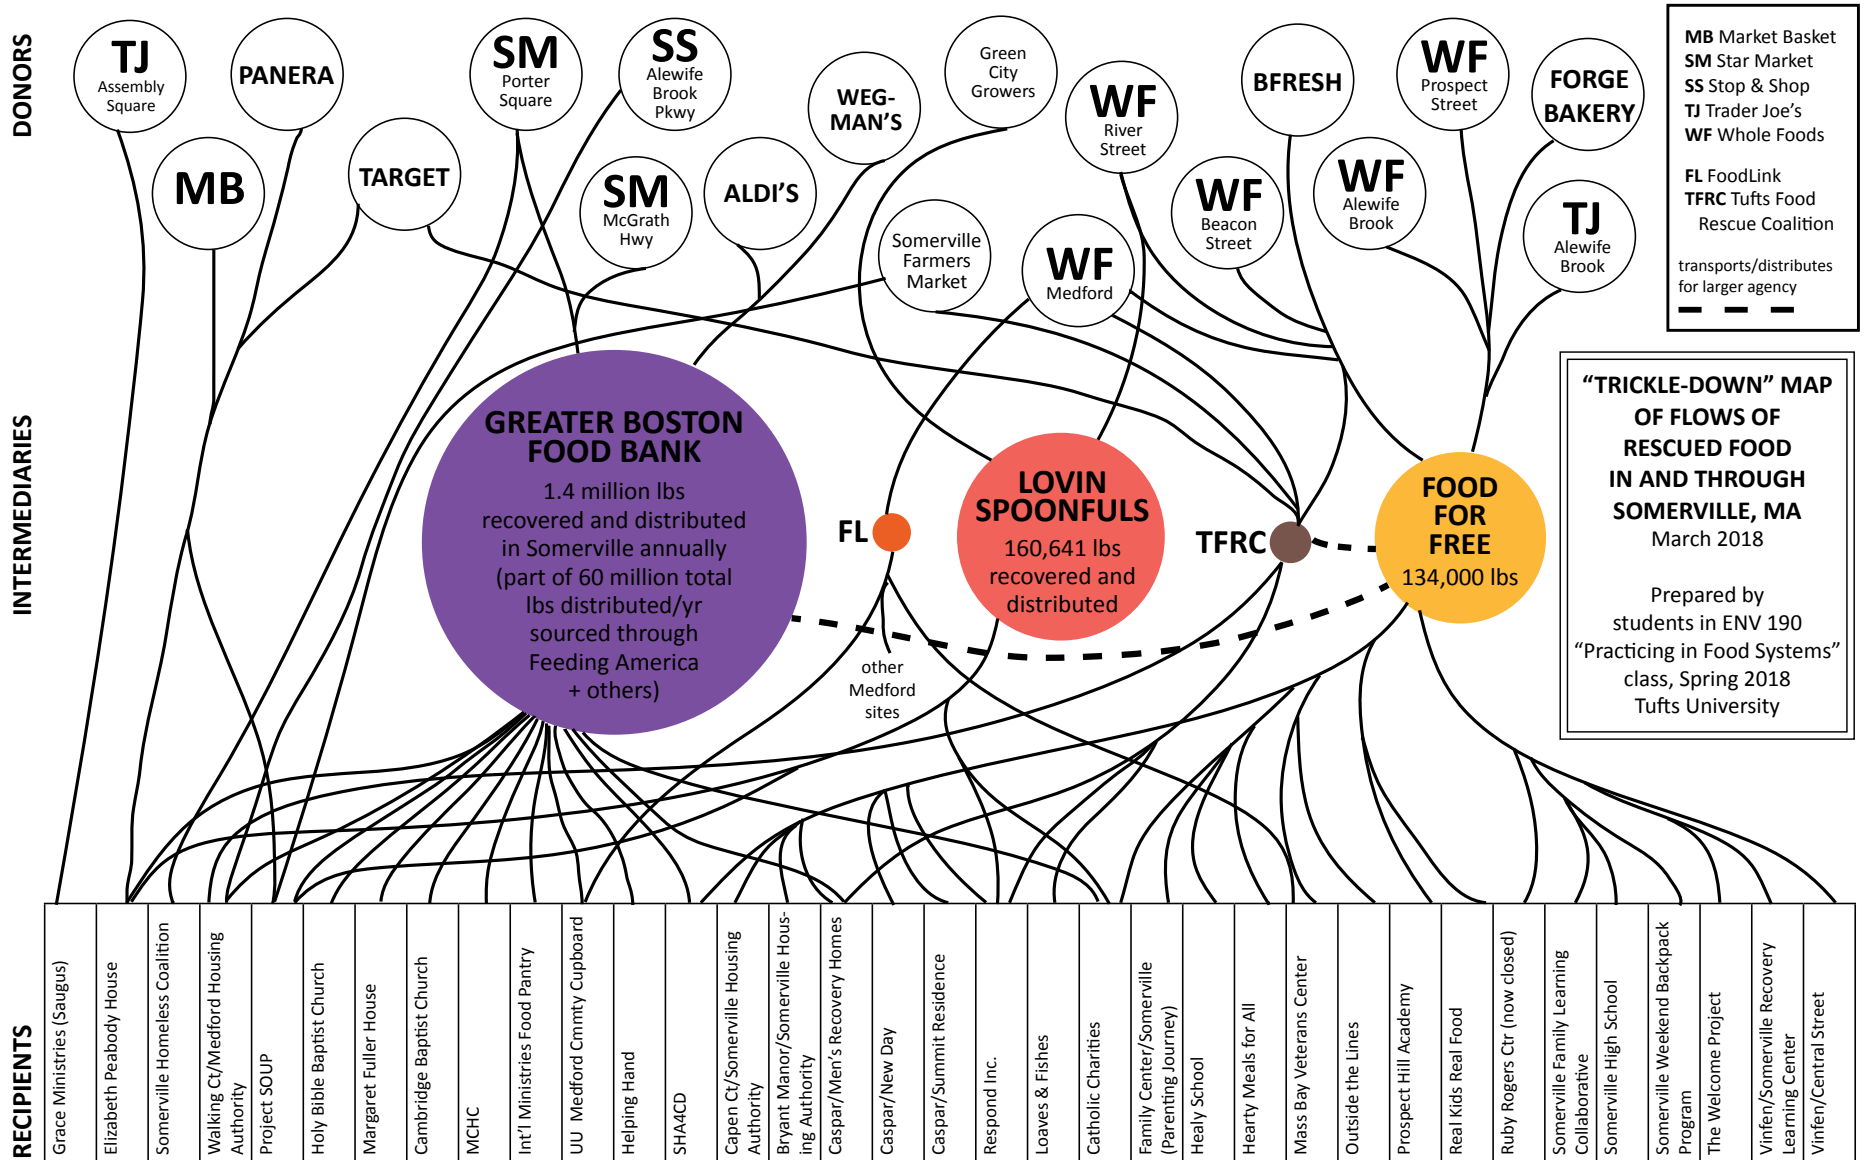 DONORS
TJ
Assembly
Square
PANERA
SM
Porter
Square
SS
Alewife
Brook
Pkwy
WEG-
MAN'S
Green
City
Growers
WF
River
Street
BFRESH
WF
Prospect
Street
FORGE
BAKERY
MB
TARGET
SM
McGrath
Hwy
ALDI'S
Somerville
Farmers
Market
WF
Medford
WF
Beacon
Street
WF
Alewife
Brook
TJ
Alewife
Brook
MB Market Basket
SM Star Market
SS Stop & Shop
TJ Trader Joe's
WF Whole Foods
FL FoodLink
TFRC Tufts Food
Rescue Coalition
transports/distributes
for larger agency
INTERMEDIARIES
GREATER BOSTON
FOOD BANK
1.4 million lbs
recovered and distributed
in Somerville annually
(part of 60 million total
lbs distributed/yr
sourced through
Feeding America
+ others)
FL
other
Medford
sites
LOVIN
SPOONFULS
160,641 lbs
recovered and
distributed
TFRC
FOOD
FOR
FREE
134,000 lbs
"TRICKLE-DOWN" MAP
OF FLOWS OF
RESCUED FOOD
IN AND THROUGH
SOMERVILLE, MA
March 2018
Prepared by
students in ENV 190
"Practicing in Food Systems"
class, Spring 2018
Tufts University
RECIPIENTS
Grace Ministries (Saugus)
Elizabeth Peabody House
Somerville Homeless Coalition
Walking Ct/Medford Housing
Authority
Project SOUP
Holy Bible Baptist Church
Margaret Fuller House
Cambridge Baptist Church
MCHC
Int'l Ministries Food Pantry
UU Medford Cmmty Cupboard
Helping Hand
SHA4CD
Capen Ct/Somerville Housing
Authority
Bryant Manor/Somerville Hous-
ing Authority
Caspar/Men's Recovery Homes
Caspar/New Day
Caspar/Summit Residence
Respond Inc.
Loaves & Fishes
Catholic Charities
Family Center/Somerville
(Parenting Journey)
Healy School
Hearty Meals for All
Mass Bay Veterans Center
Outside the Lines
Prospect Hill Academy
Real Kids Real Food
Ruby Rogers Ctr (now closed)
Somerville Family Learning
Collaborative
Somerville High School
Somerville Weekend Backpack
Program
The Welcome Project
Vinfen/Somerville Recovery
Learning Center
Vinfen/Central Street